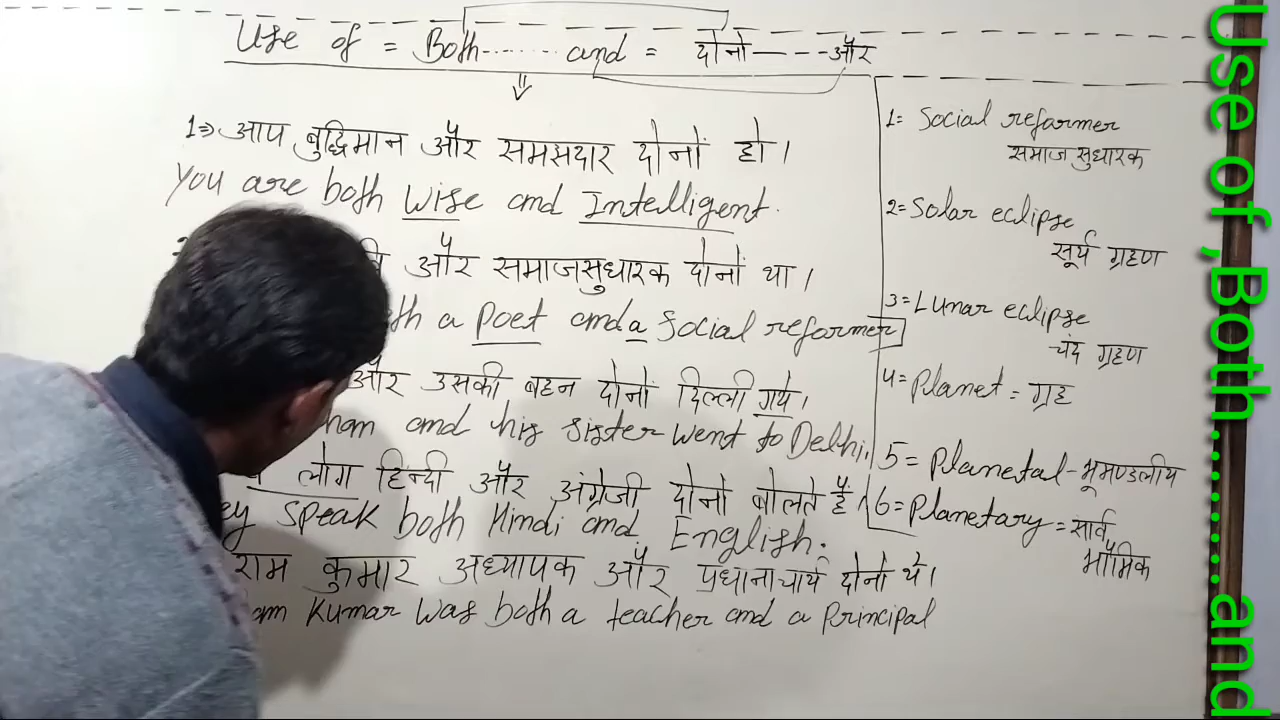 Use of = Both........ and = दोनों — - - और
1⇒ आप बुद्धिमान और समझदार दोनों हो।
You are both wise and Intelligent.
और समाजसुधारक दोनों था।
a Poet and a Social reformer
और उसकी बहन दोनों दिल्ली गये।
and his sister went to Delhi.
लोग हिन्दी और अंग्रेजी दोनों बोलते हैं।
speak both Hindi and English.
राम कुमार अध्यापक और प्रधानाचार्य दोनों थे।
Kumar was both a teacher and a Principal
1= Social reformer
समाज सुधारक
2= Solar eclipse
सूर्य ग्रहण
3= Lunar eclipse
चंद्र ग्रहण
4= Planet = ग्रह
5= Planetal - भूमण्डलीय
6= Planetary = सार्व
भौमिक
Use of ,Both........and